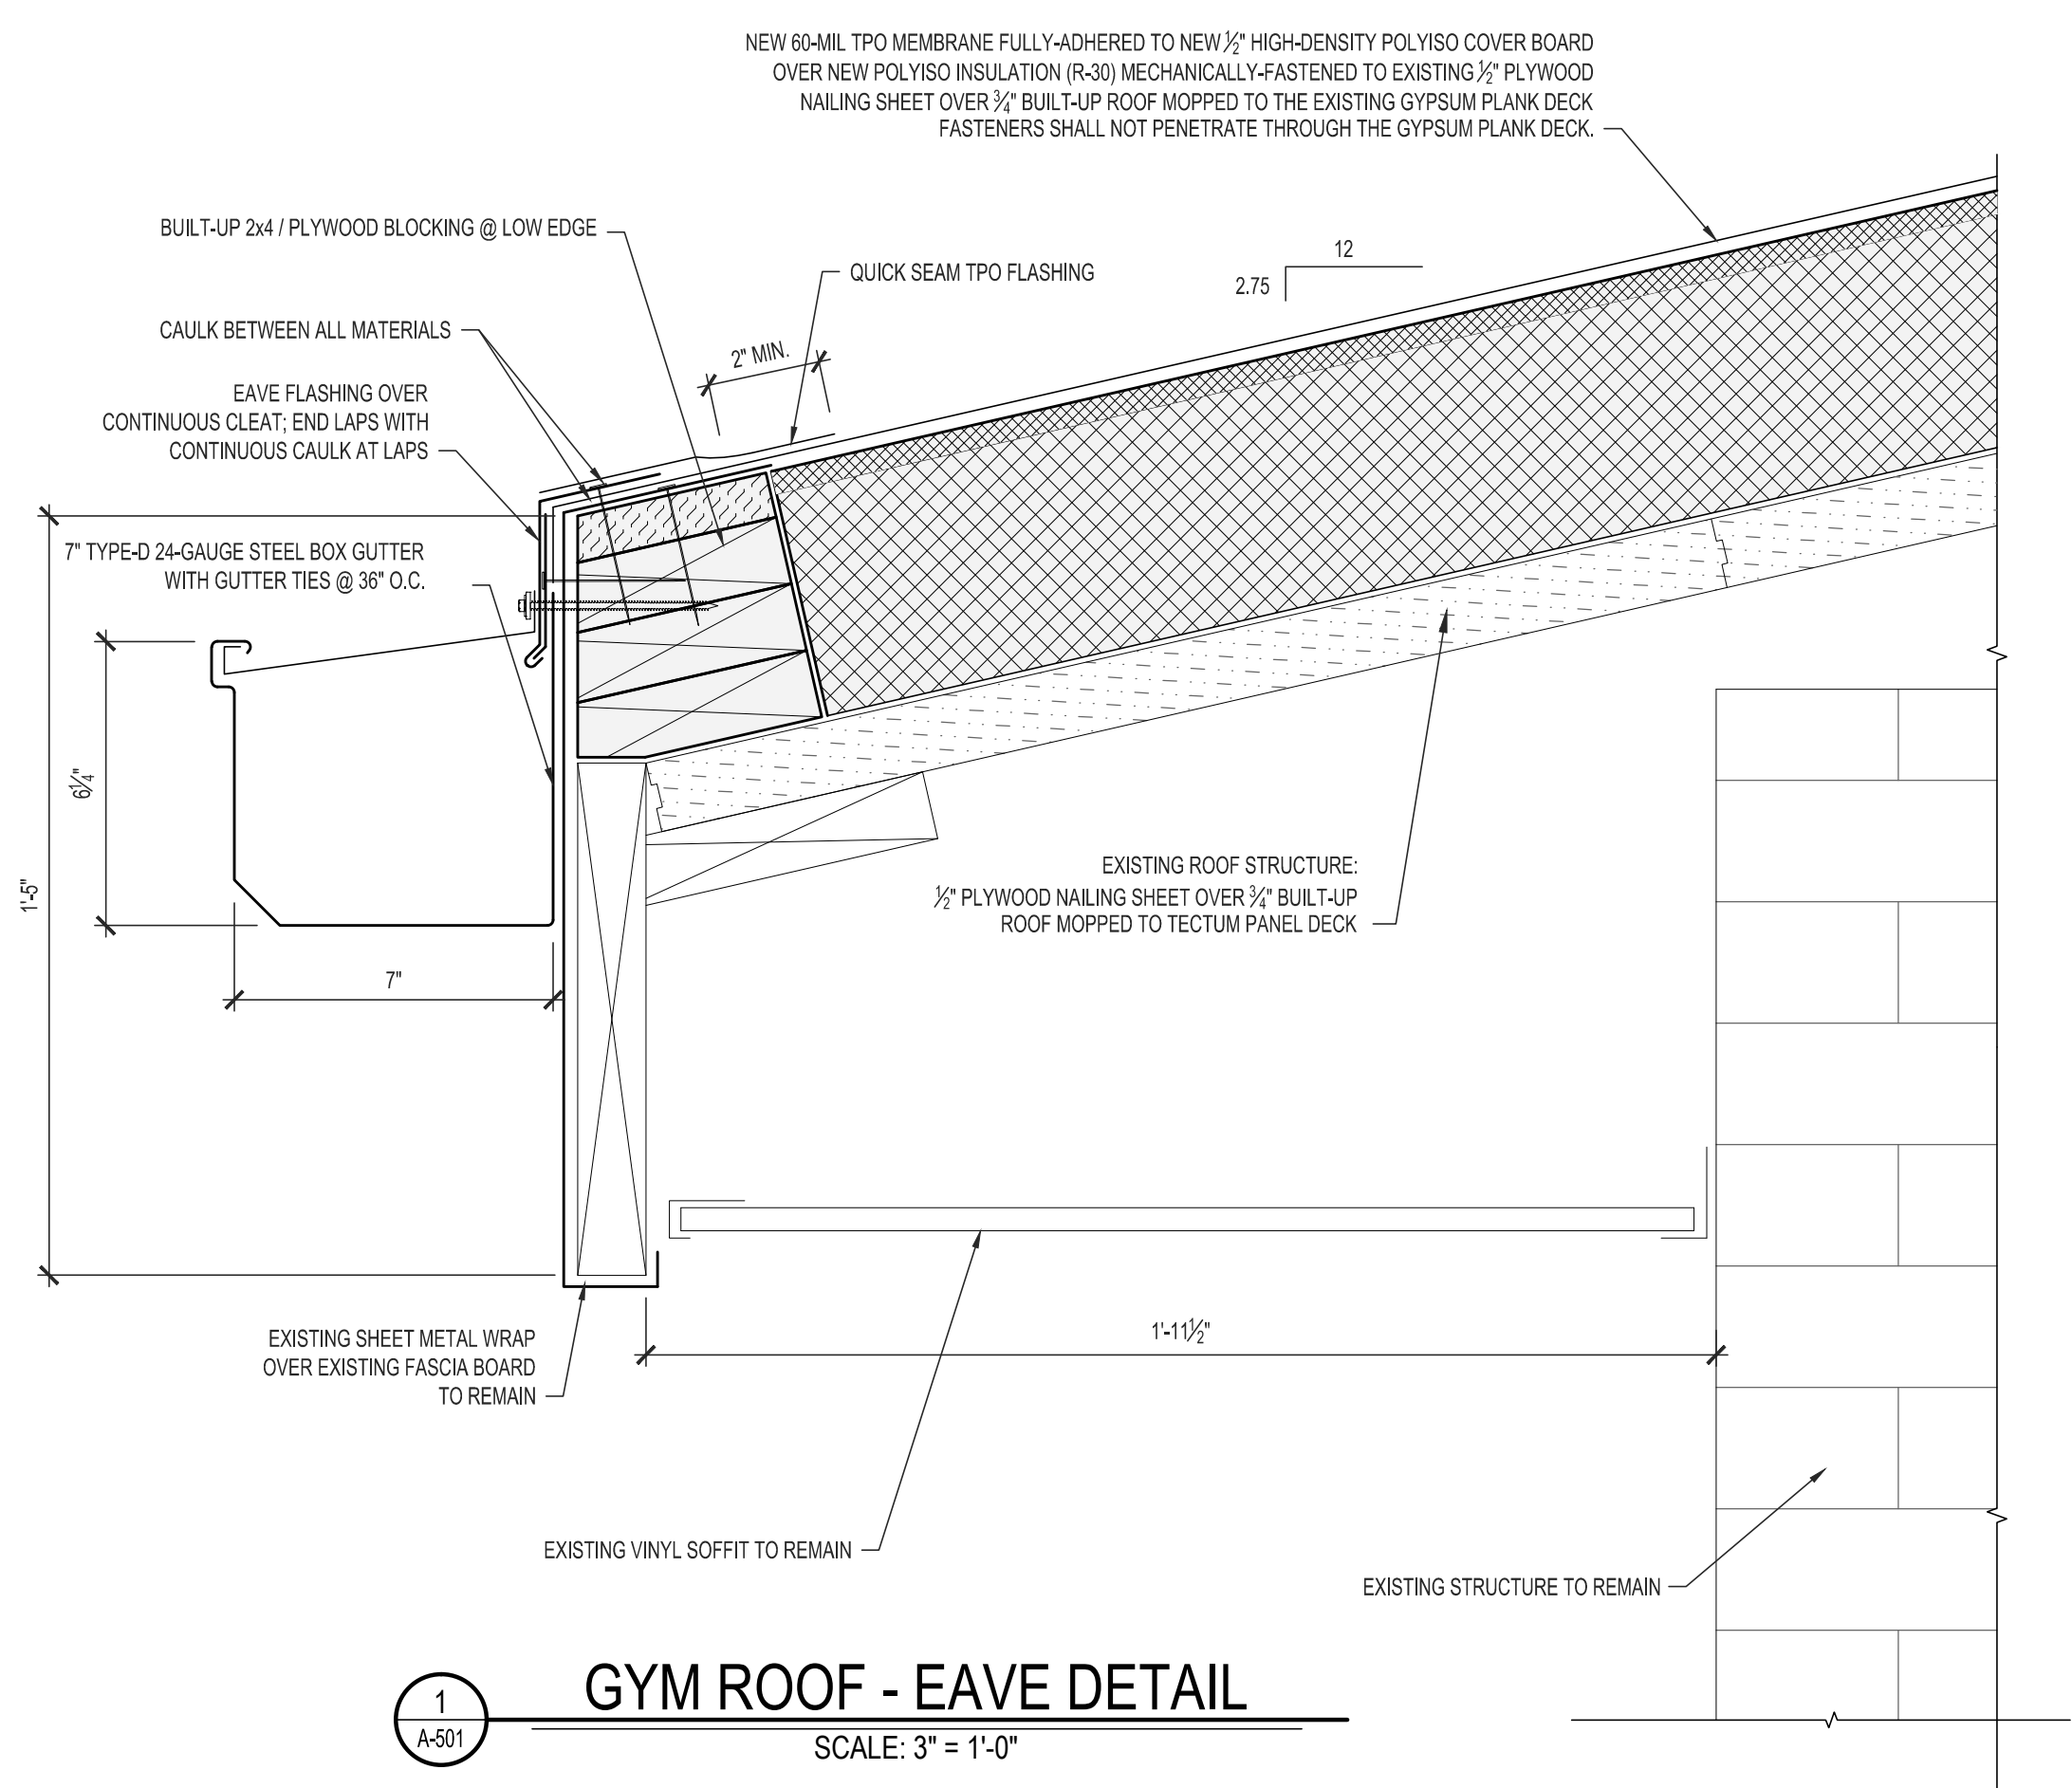 NEW 60-MIL TPO MEMBRANE FULLY-ADHERED TO NEW 1/2" HIGH-DENSITY POLYISO COVER BOARD
OVER NEW POLYISO INSULATION (R-30) MECHANICALLY-FASTENED TO EXISTING 1/2" PLYWOOD
NAILING SHEET OVER 3/4" BUILT-UP ROOF MOPPED TO THE EXISTING GYPSUM PLANK DECK
FASTENERS SHALL NOT PENETRATE THROUGH THE GYPSUM PLANK DECK.
BUILT-UP 2x4 / PLYWOOD BLOCKING @ LOW EDGE
QUICK SEAM TPO FLASHING
12
2.75
CAULK BETWEEN ALL MATERIALS
2" MIN.
EAVE FLASHING OVER
CONTINUOUS CLEAT; END LAPS WITH
CONTINUOUS CAULK AT LAPS
7" TYPE-D 24-GAUGE STEEL BOX GUTTER
WITH GUTTER TIES @ 36" O.C.
6 1/4"
1'-5"
7"
EXISTING ROOF STRUCTURE:
1/2" PLYWOOD NAILING SHEET OVER 3/4" BUILT-UP
ROOF MOPPED TO TECTUM PANEL DECK
EXISTING SHEET METAL WRAP
OVER EXISTING FASCIA BOARD
TO REMAIN
1'-11 1/2"
EXISTING VINYL SOFFIT TO REMAIN
EXISTING STRUCTURE TO REMAIN
1
A-501
GYM ROOF - EAVE DETAIL
SCALE: 3" = 1'-0"